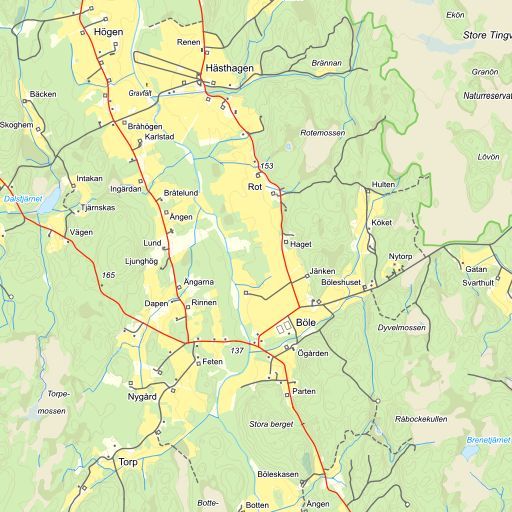 Ekön
Högen
Store Tingv
Renen
Brännan
Hästhagen
Granön
Bäcken
Gravfält
Naturreservat
Skoghem
Bråhögen
Rotemossen
Karlstad
Lövön
153
Intakan
Ingärdan
Rot
Hulten
Dalstjärnet
Bråtelund
Tjärnskas
Ängen
Köket
Vägen
Lund
Haget
Nytorp
Ljunghög
165
Jänken
Gatan
Ängarna
Böleshuset
Svarthult
Dapen
Rinnen
Böle
Dyvelmossen
137
Ögården
Feten
Torpe-
mossen
Nygård
Parten
Stora berget
Råbockekullen
Brenetjärnet
Torp
Böleskasen
Botte-
Botten
Ängen